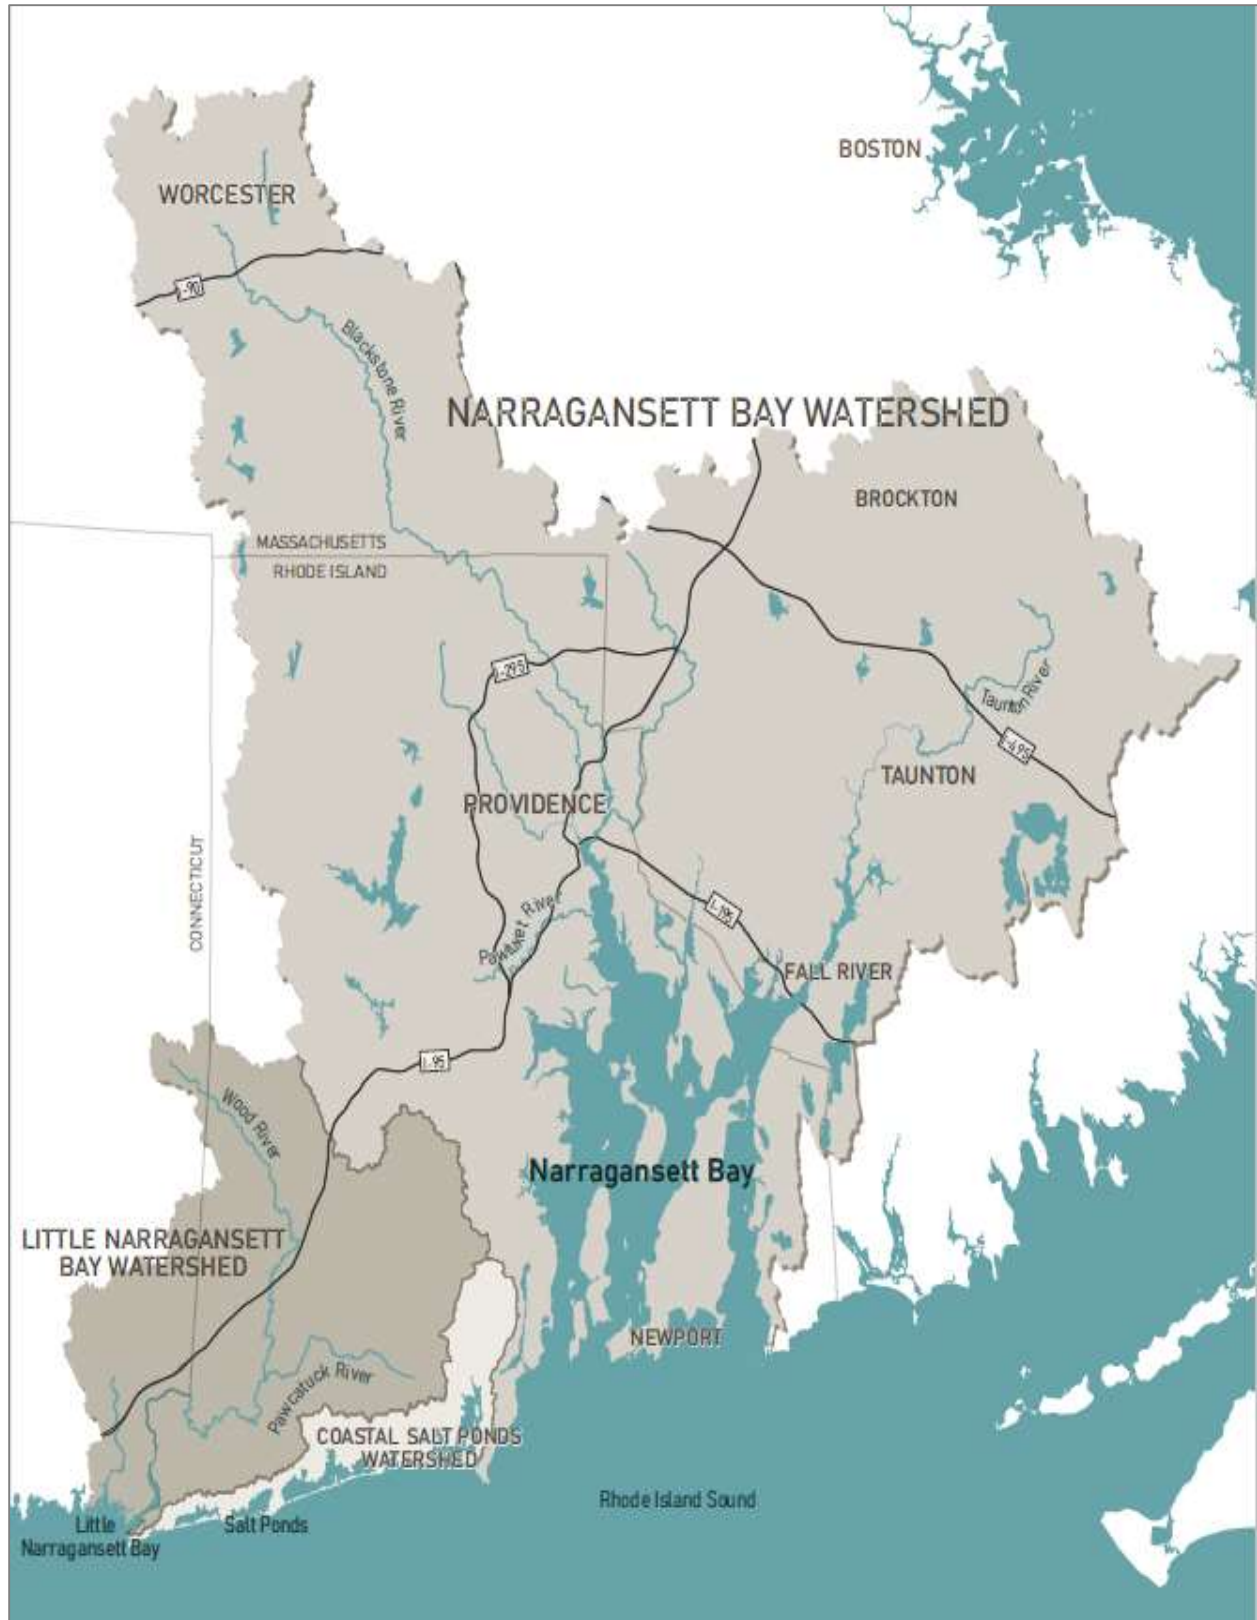 BOSTON
WORCESTER
I-90
Blackstone River
NARRAGANSETT BAY WATERSHED
BROCKTON
MASSACHUSETTS
RHODE ISLAND
I-295
Taunton River
I-495
TAUNTON
PROVIDENCE
CONNECTICUT
I-195
Pawtuxet River
FALL RIVER
I-95
Wood River
Narragansett Bay
LITTLE NARRAGANSETT
BAY WATERSHED
NEWPORT
Pawcatuck River
COASTAL SALT PONDS
WATERSHED
Rhode Island Sound
Little
Narragansett Bay
Salt Ponds